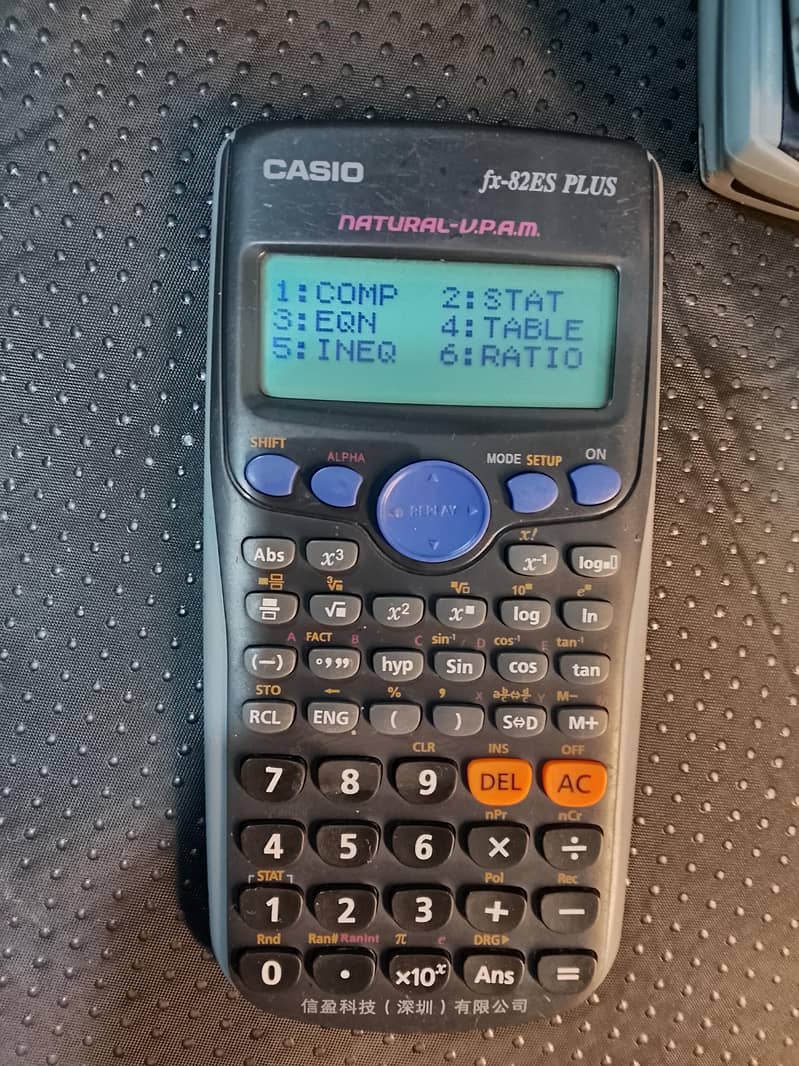 CASIO fx-82ES PLUS
NATURAL-V.P.A.M.
1:COMP 2:STAT
3:EQN 4:TABLE
5:INEQ 6:RATIO
SHIFT ALPHA MODE SETUP ON
REPLAY
x!
Abs x³ x⁻¹ log■□
³√■ ■√□ 10■ e■
√■ x² x■ log ln
A FACT B C sin⁻¹ D cos⁻¹ E tan⁻¹
(−) °,,, hyp Sin cos tan
STO ← % , X Y M−
RCL ENG ( ) S⇔D M+
CLR INS OFF
7 8 9 DEL AC
nPr nCr
4 5 6 × ÷
STAT Pol Rec
1 2 3 + −
Rnd Ran# RanInt π e DRG▶
0 . ×10ˣ Ans =
信盈科技（深圳）有限公司